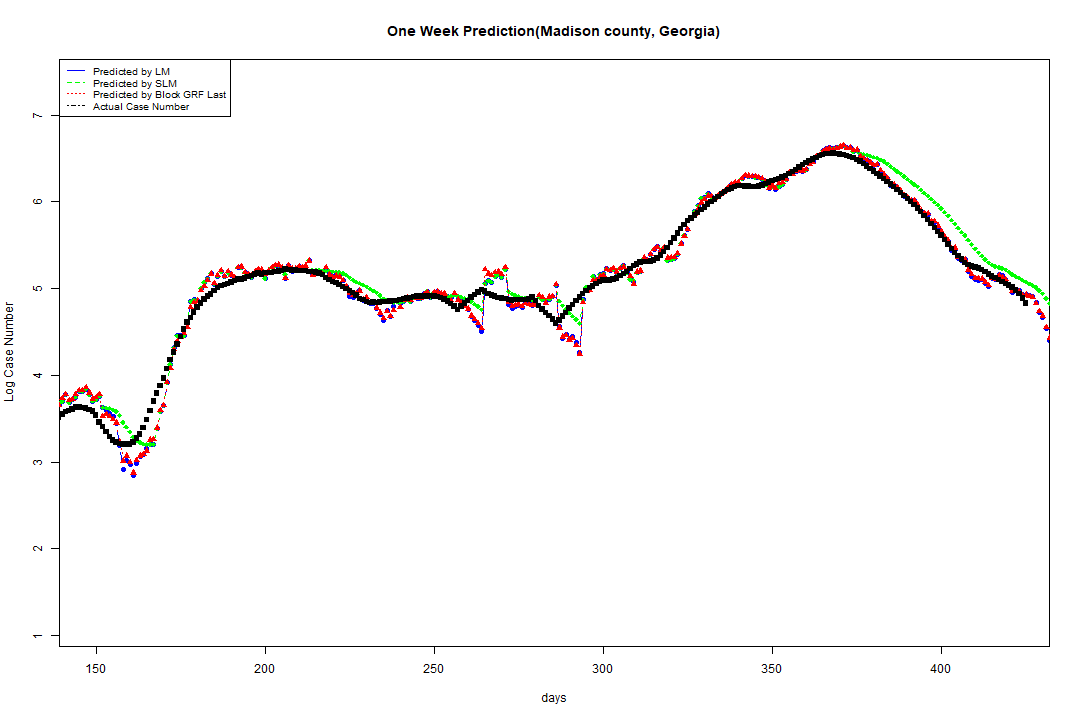 One Week Prediction(Madison county, Georgia)
Predicted by LM
Predicted by SLM
Predicted by Block GRF Last
Actual Case Number
7
6
5
4
3
2
1
Log Case Number
150 200 250 300 350 400
days